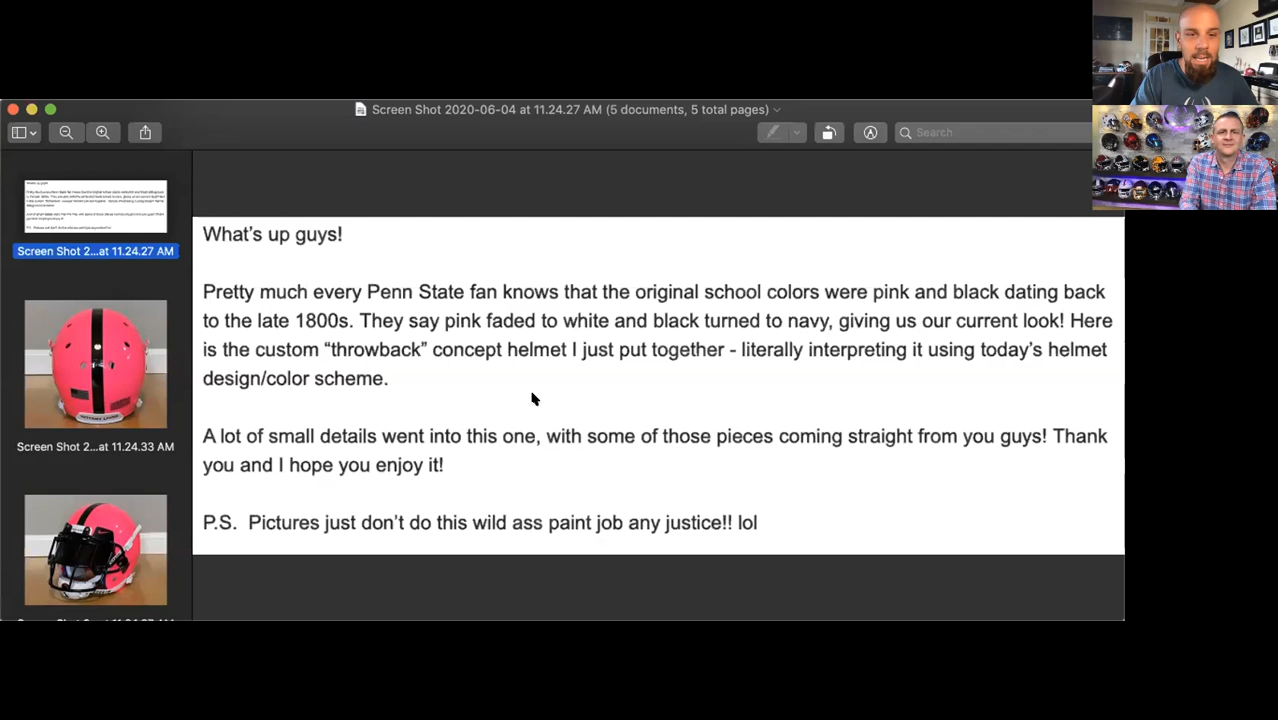 Screen Shot 2020-06-04 at 11.24.27 AM (5 documents, 5 total pages)
Search
Screen Shot 2...at 11.24.27 AM
Screen Shot 2...at 11.24.33 AM
What's up guys!
Pretty much every Penn State fan knows that the original school colors were pink and black dating back
to the late 1800s. They say pink faded to white and black turned to navy, giving us our current look! Here
is the custom “throwback” concept helmet I just put together - literally interpreting it using today's helmet
design/color scheme.
A lot of small details went into this one, with some of those pieces coming straight from you guys! Thank
you and I hope you enjoy it!
P.S.  Pictures just don't do this wild ass paint job any justice!! lol